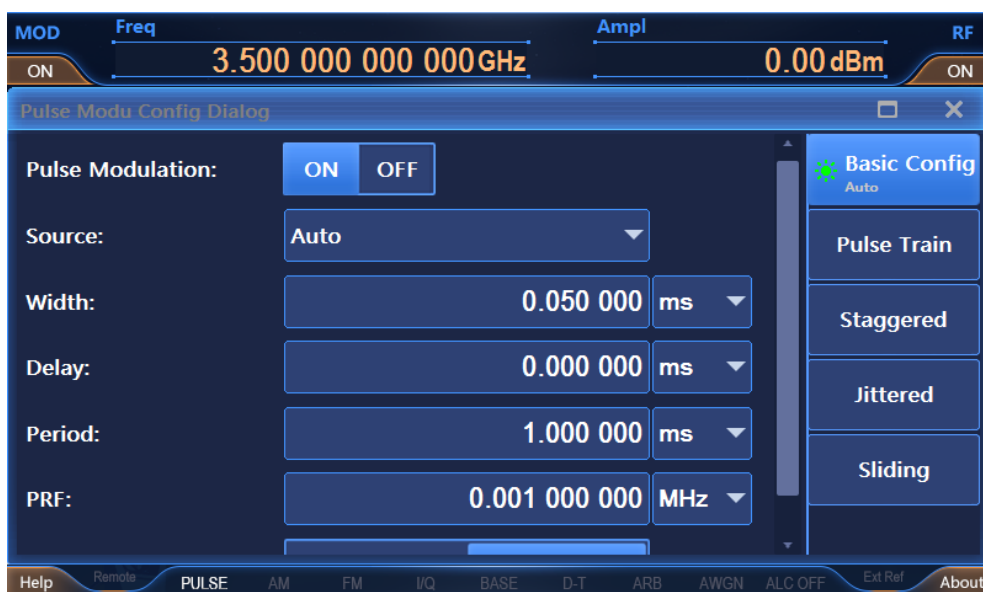 MOD Freq Ampl RF
ON 3.500 000 000 000 GHz 0.00 dBm ON
Pulse Modu Config Dialog
Pulse Modulation: ON OFF
Basic Config
Auto
Source: Auto
Pulse Train
Width: 0.050 000 ms
Staggered
Delay: 0.000 000 ms
Jittered
Period: 1.000 000 ms
Sliding
PRF: 0.001 000 000 MHz
Help Remote PULSE AM FM I/Q BASE D-T ARB AWGN ALC OFF Ext Ref About